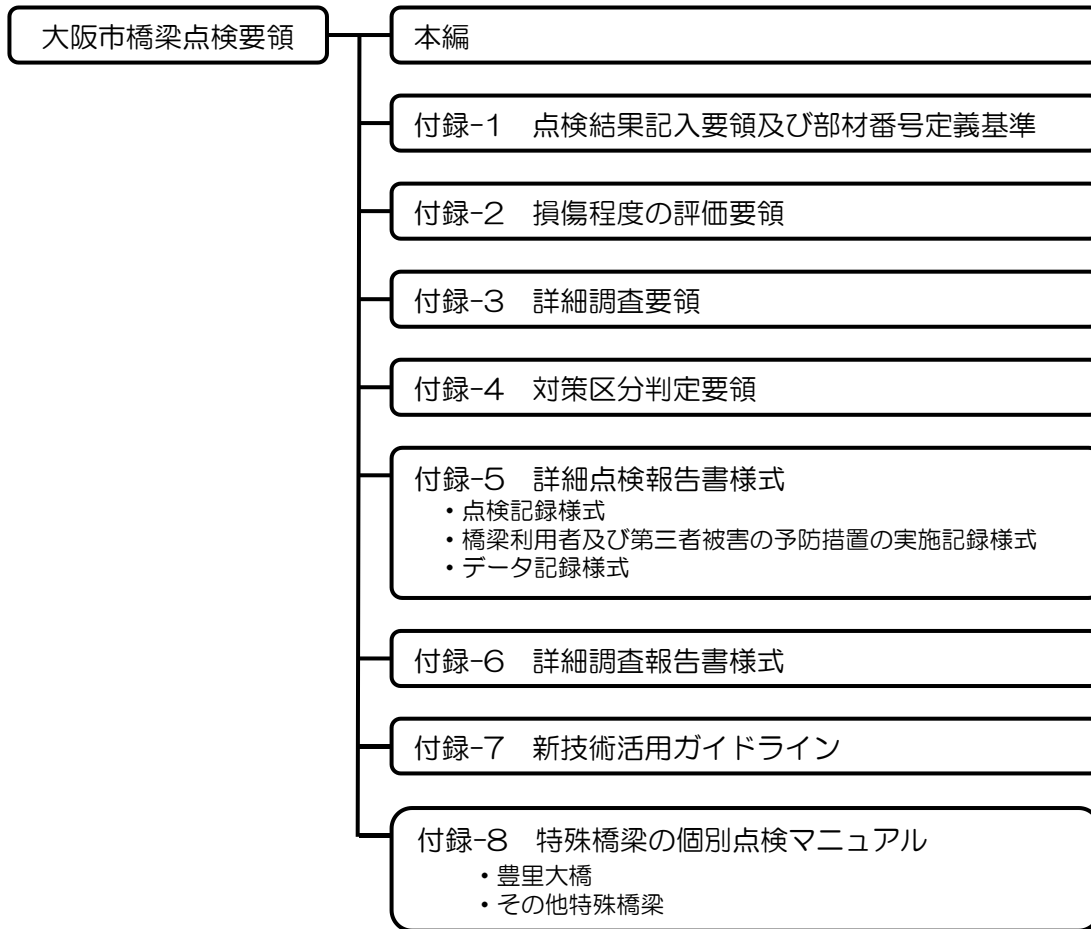 大阪市橋梁点検要領
本編
付録-1 点検結果記入要領及び部材番号定義基準
付録-2 損傷程度の評価要領
付録-3 詳細調査要領
付録-4 対策区分判定要領
付録-5 詳細点検報告書様式
・点検記録様式
・橋梁利用者及び第三者被害の予防措置の実施記録様式
・データ記録様式
付録-6 詳細調査報告書様式
付録-7 新技術活用ガイドライン
付録-8 特殊橋梁の個別点検マニュアル
・豊里大橋
・その他特殊橋梁